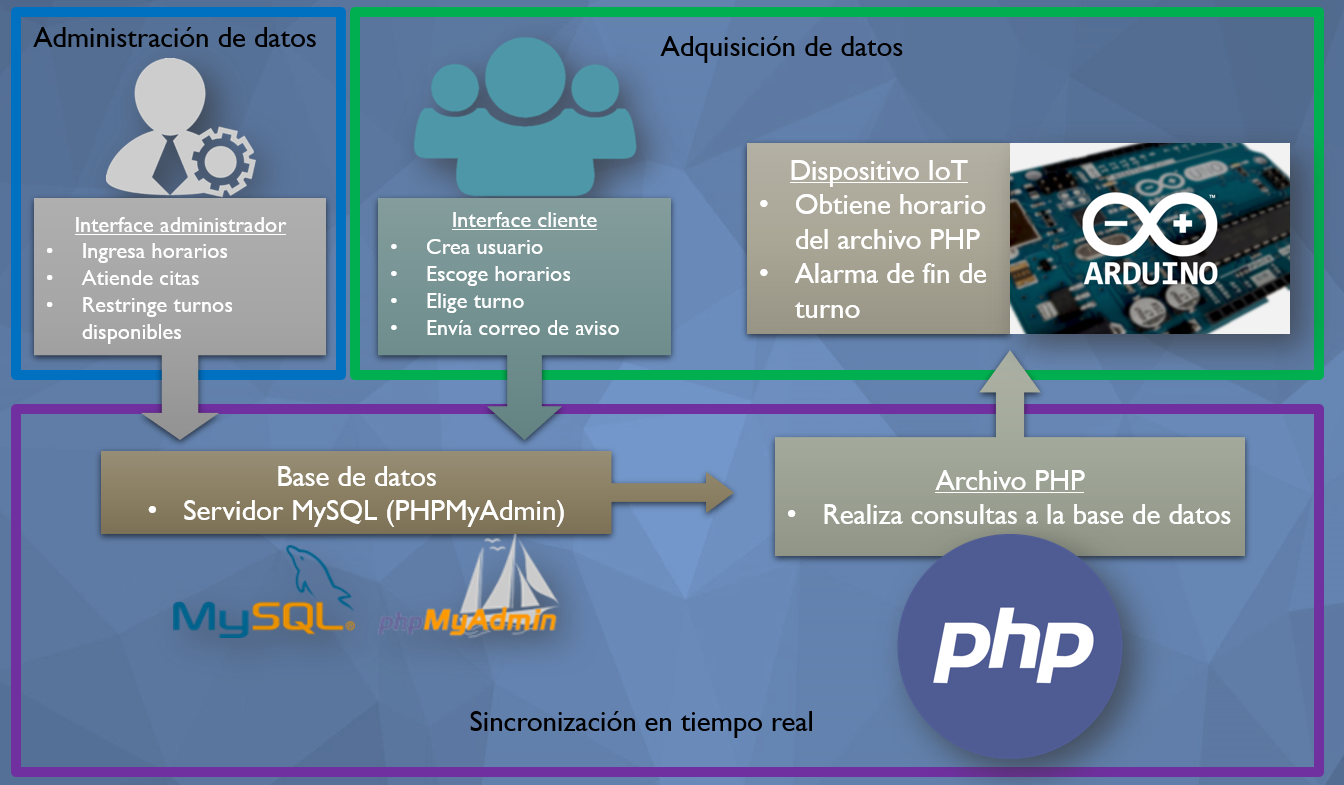 Administración de datos
Interface administrador
• Ingresa horarios
• Atiende citas
• Restringe turnos
disponibles
Adquisición de datos
Interface cliente
• Crea usuario
• Escoge horarios
• Elige turno
• Envía correo de aviso
Dispositivo IoT
• Obtiene horario
del archivo PHP
• Alarma de fin de
turno
UNO
ARDUINO
TM
Base de datos
• Servidor MySQL (PHPMyAdmin)
MySQL®
phpMyAdmin
Archivo PHP
• Realiza consultas a la base de datos
php
Sincronización en tiempo real